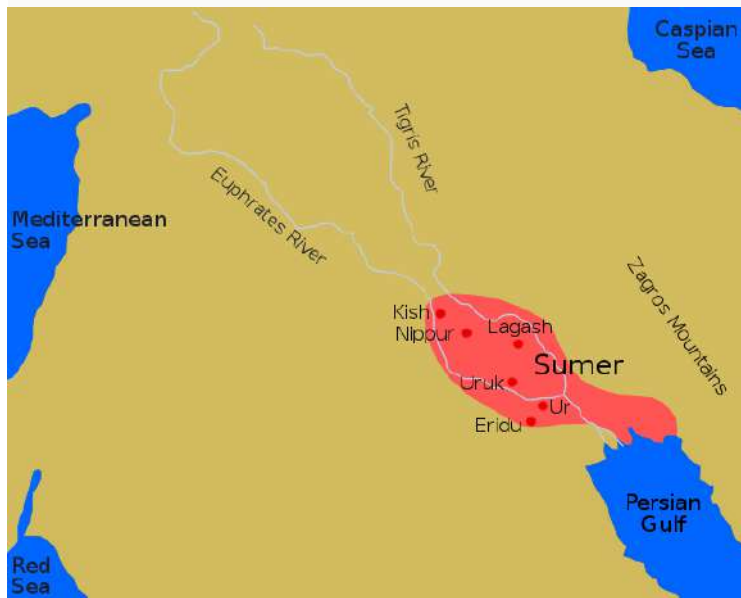 Caspian
Sea
Tigris River
Euphrates River
Mediterranean
Sea
Zagros Mountains
Kish
Nippur
Lagash
Sumer
Uruk
Ur
Eridu
Persian
Gulf
Red
Sea